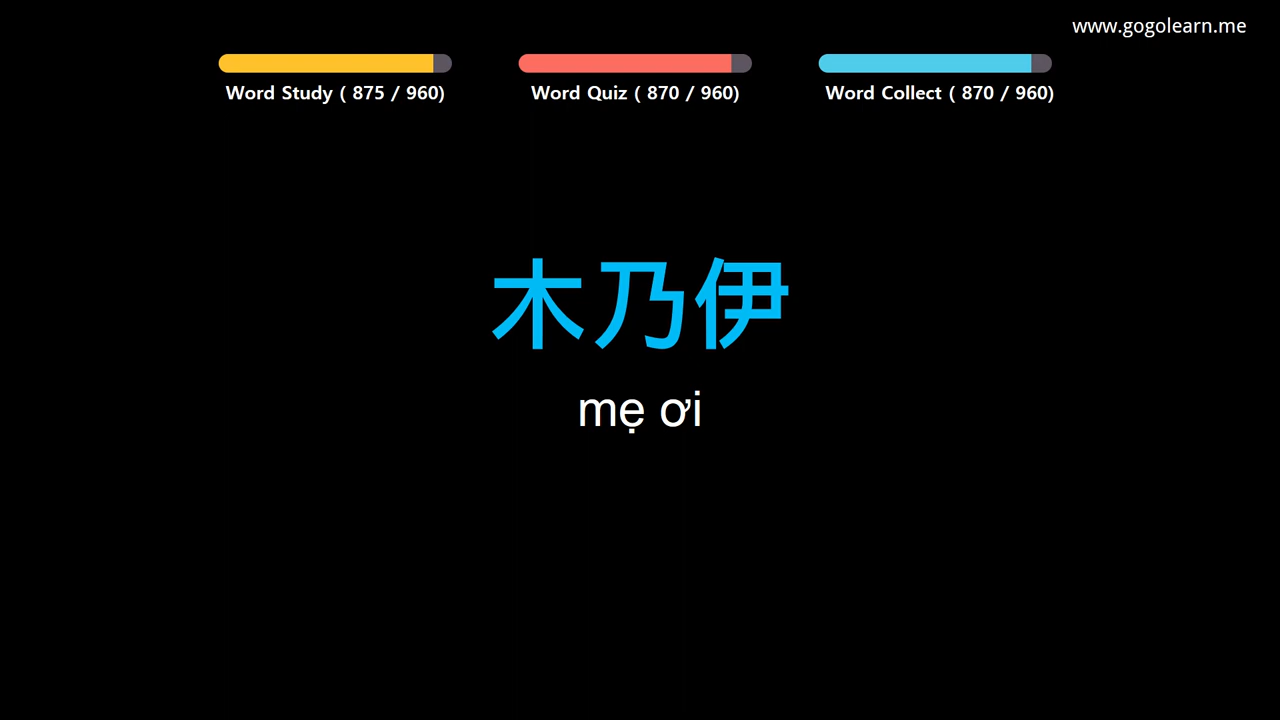 www.gogolearn.me
Word Study ( 875 / 960)
Word Quiz ( 870 / 960)
Word Collect ( 870 / 960)
木乃伊
mẹ ơi